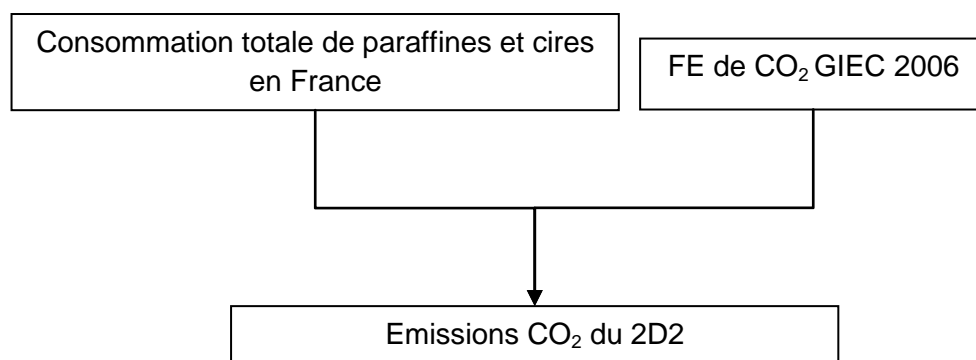 Consommation totale de paraffines et cires
en France
FE de CO₂ GIEC 2006
Emissions CO₂ du 2D2